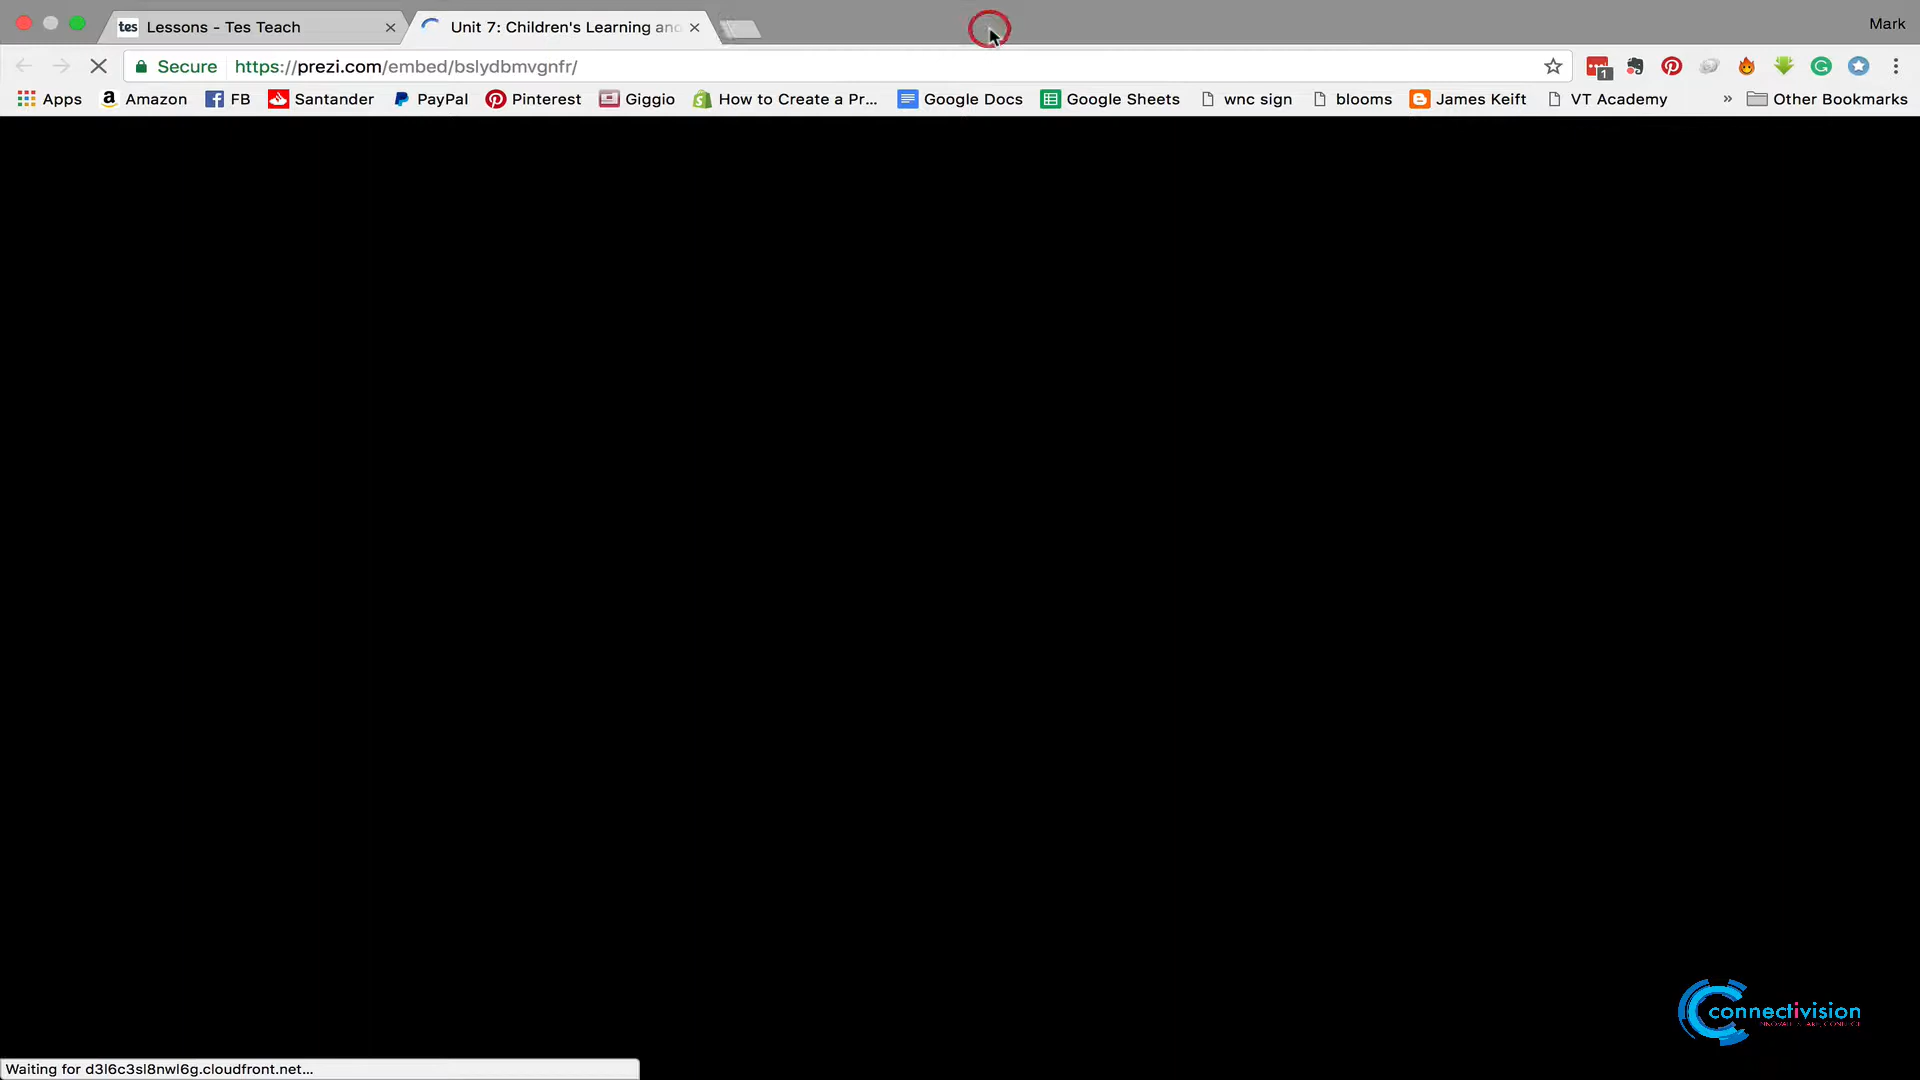 Lessons - Tes Teach
Unit 7: Children's Learning and
Mark
Secure https://prezi.com/embed/bslydbmvgnfr/
1
Apps Amazon FB Santander PayPal Pinterest Giggio How to Create a Pr... Google Docs Google Sheets wnc sign blooms James Keift VT Academy » Other Bookmarks
connectivision
Waiting for d3l6c3sl8nwl6g.cloudfront.net...